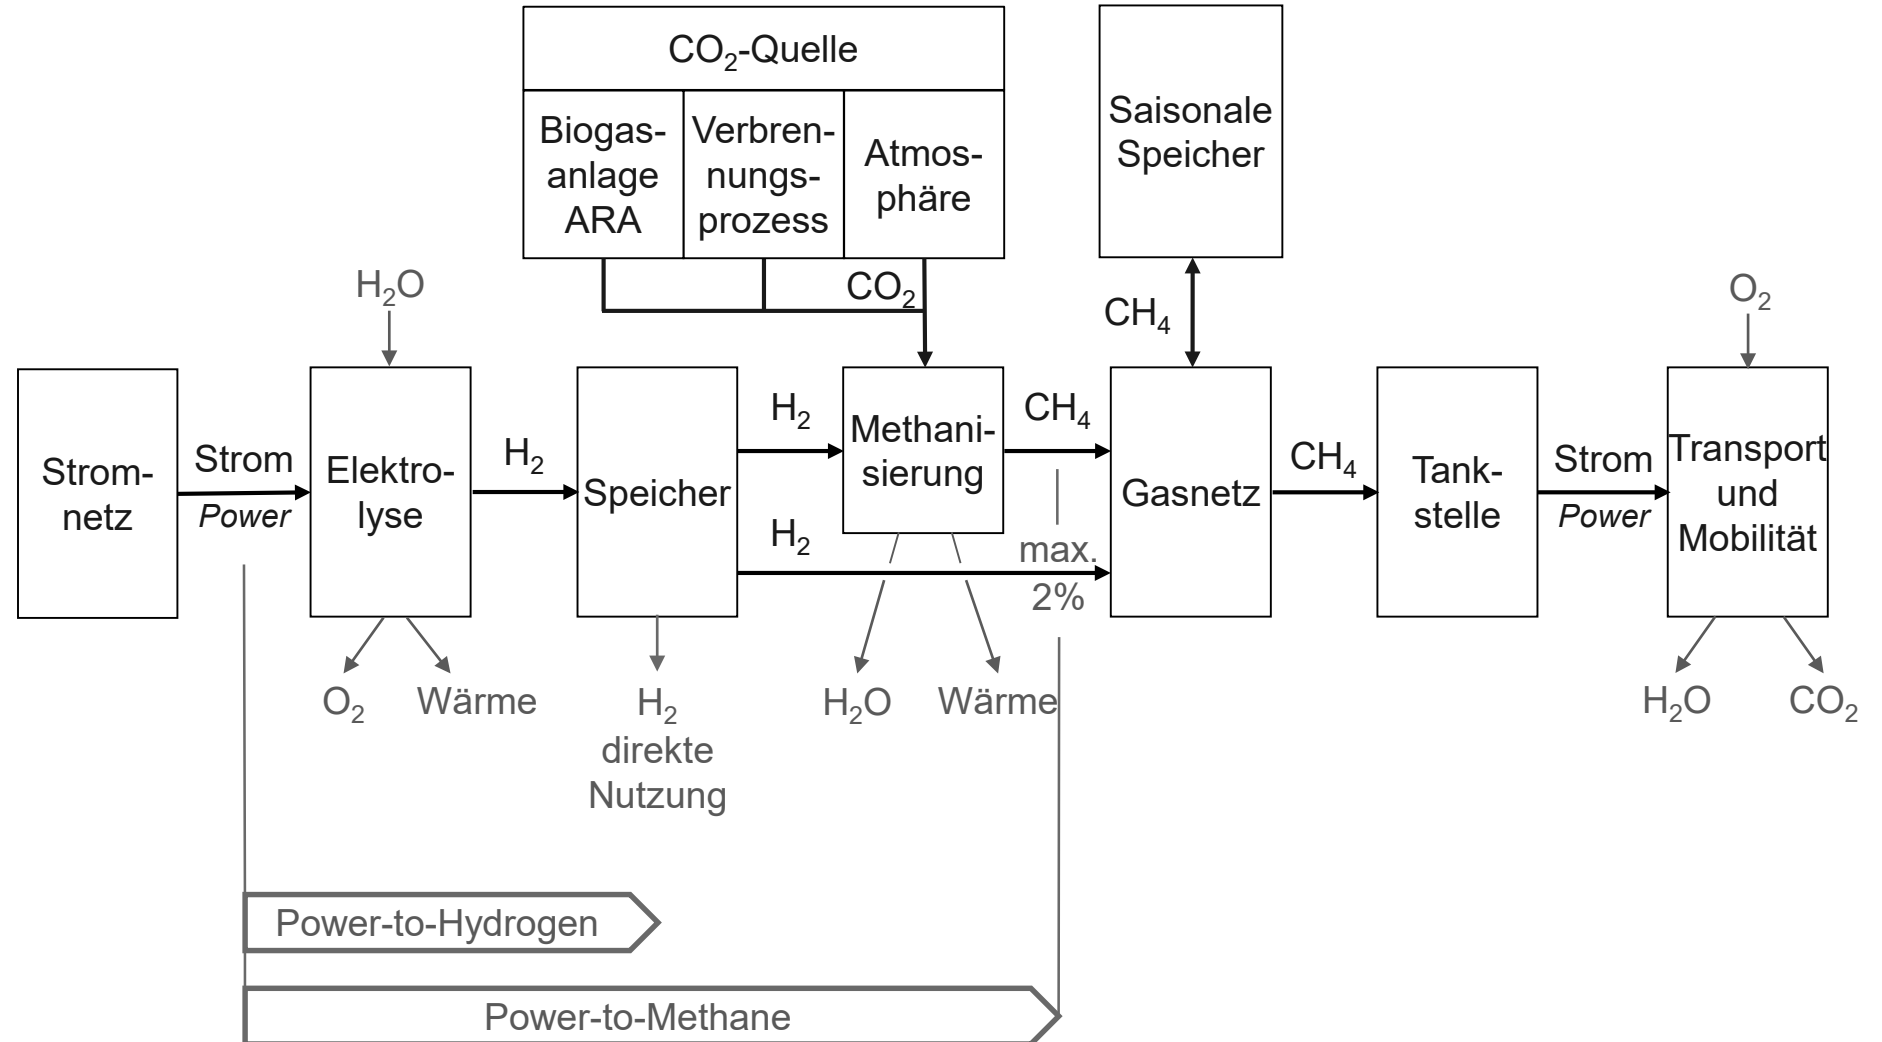 CO₂-Quelle
Biogas-
anlage
ARA
Verbren-
nungs-
prozess
Atmos-
phäre
Saisonale
Speicher
H₂O
CO₂
CH₄
O₂
Strom-
netz
Strom
Power
Elektro-
lyse
H₂
Speicher
H₂
H₂
Methani-
sierung
CH₄
max.
2%
Gasnetz
CH₄
Tank-
stelle
Strom
Power
Transport
und
Mobilität
O₂
Wärme
H₂
direkte
Nutzung
H₂O
Wärme
H₂O
CO₂
Power-to-Hydrogen
Power-to-Methane